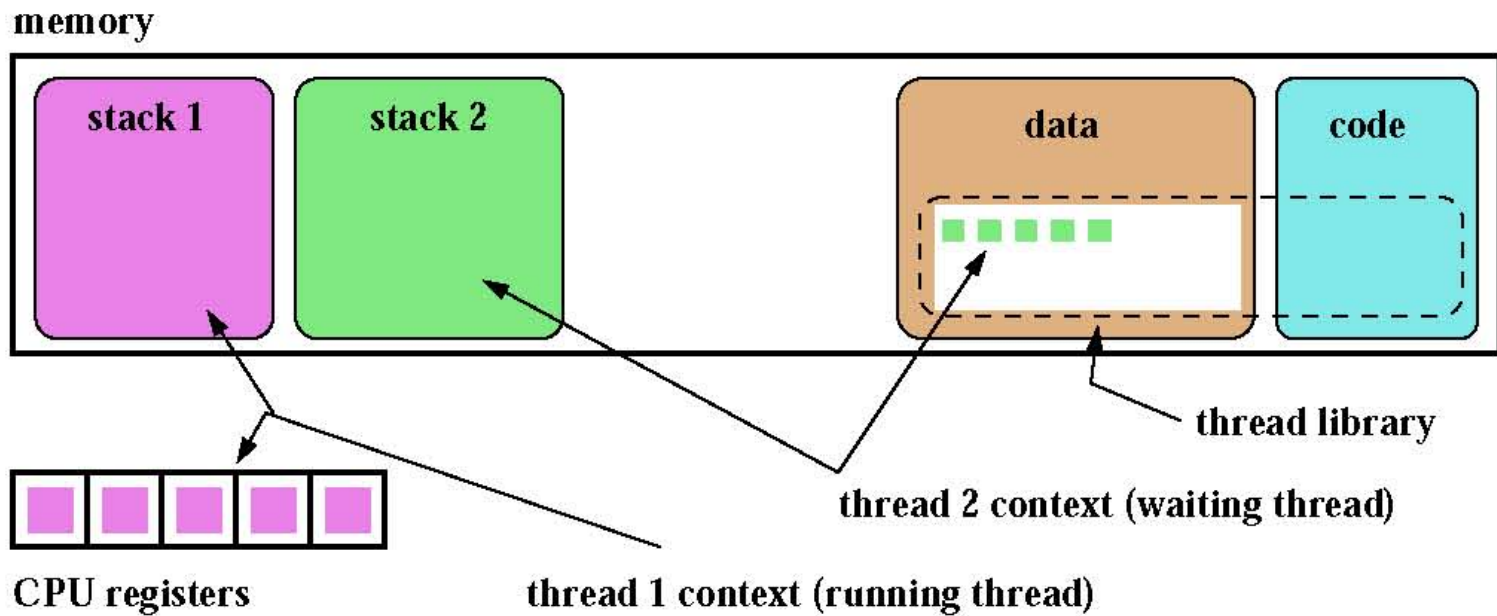 memory
stack 1
stack 2
data
code
thread library
thread 2 context (waiting thread)
CPU registers
thread 1 context (running thread)